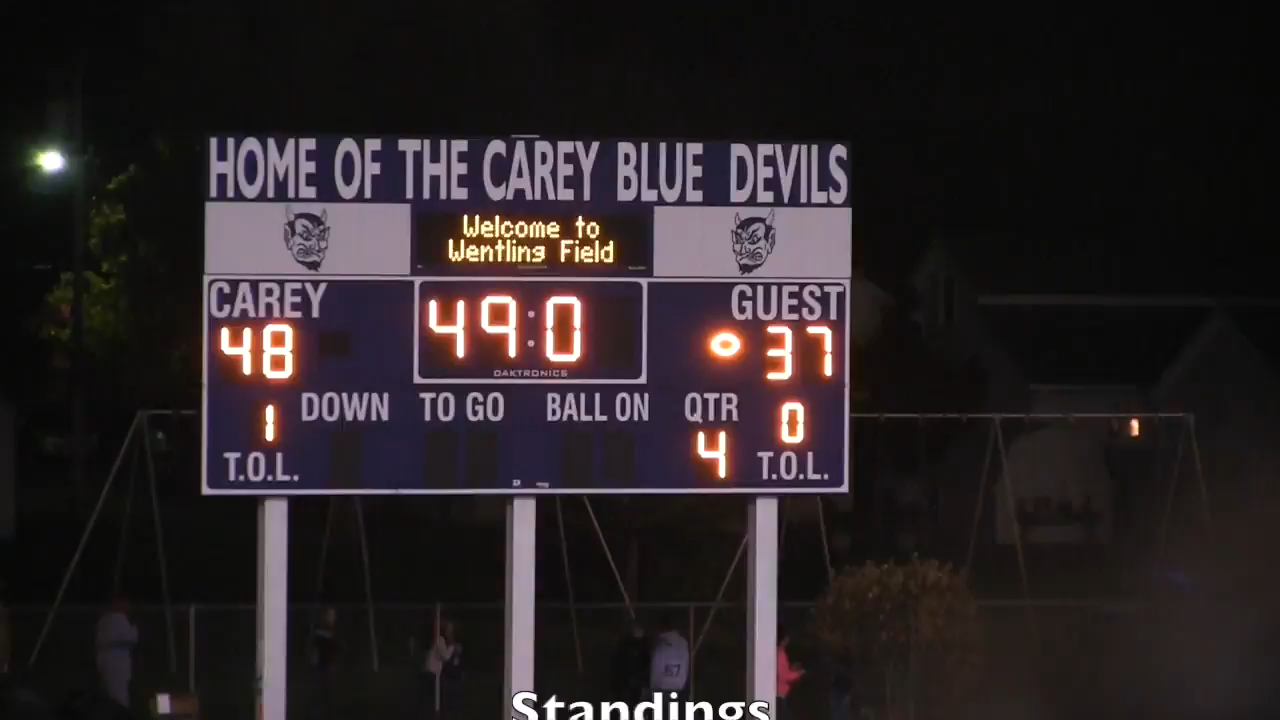 HOME OF THE CAREY BLUE DEVILS
Welcome to
Wentling Field
CAREY
GUEST
48
49:0
37
DAKTRONICS
DOWN TO GO BALL ON QTR
1
0
4
T.O.L.
T.O.L.
67
Standings